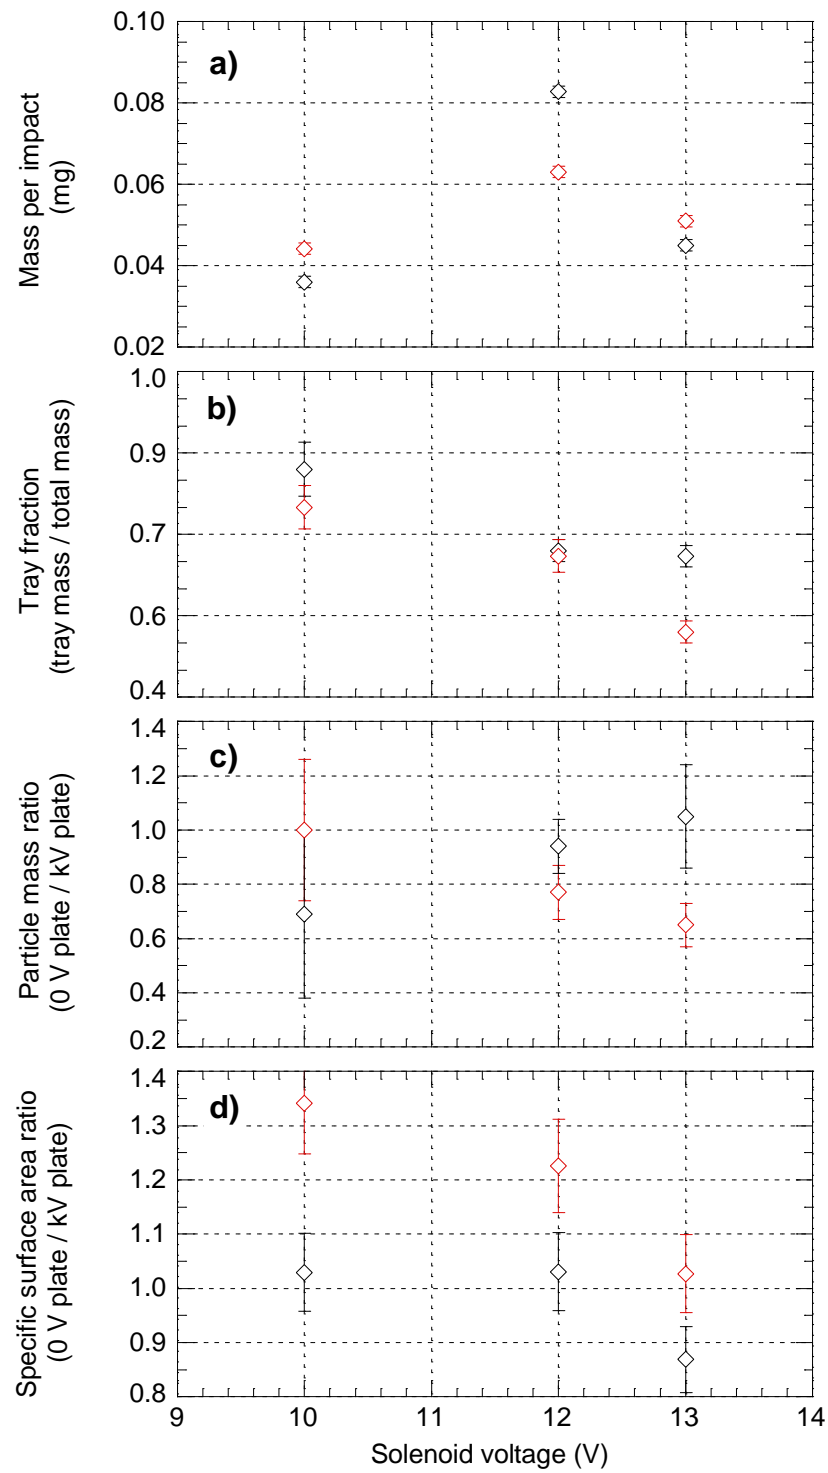 a)
Mass per impact
(mg)
0.10
0.08
0.06
0.04
0.02
b)
Tray fraction
(tray mass / total mass)
1.0
0.9
0.7
0.6
0.4
c)
Particle mass ratio
(0 V plate / kV plate)
1.4
1.2
1.0
0.8
0.6
0.4
0.2
d)
Specific surface area ratio
(0 V plate / kV plate)
1.4
1.3
1.2
1.1
1.0
0.9
0.8
9 10 11 12 13 14
Solenoid voltage (V)